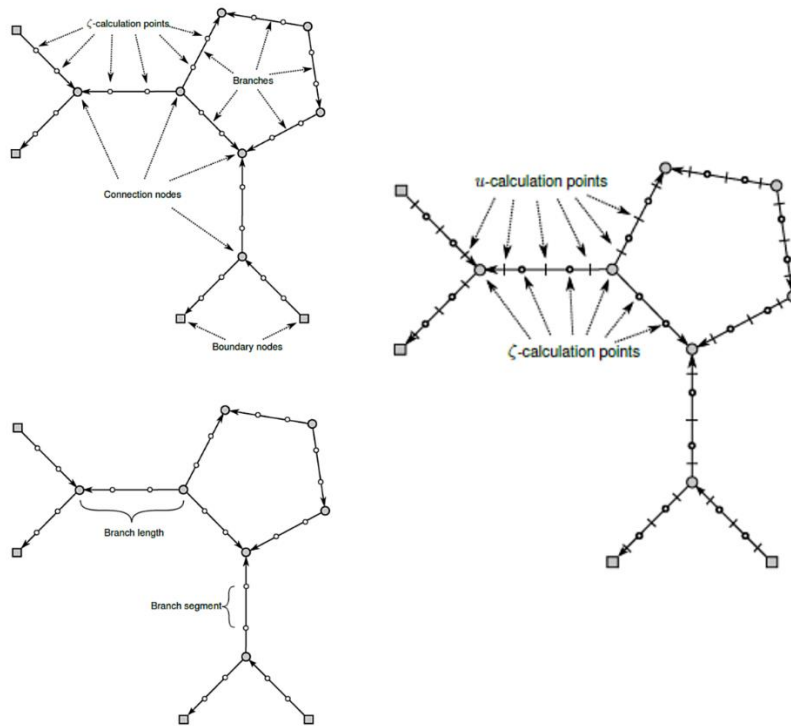 ζ-calculation points
Branches
Connection nodes
Boundary nodes
u-calculation points
ζ-calculation points
Branch length
Branch segment